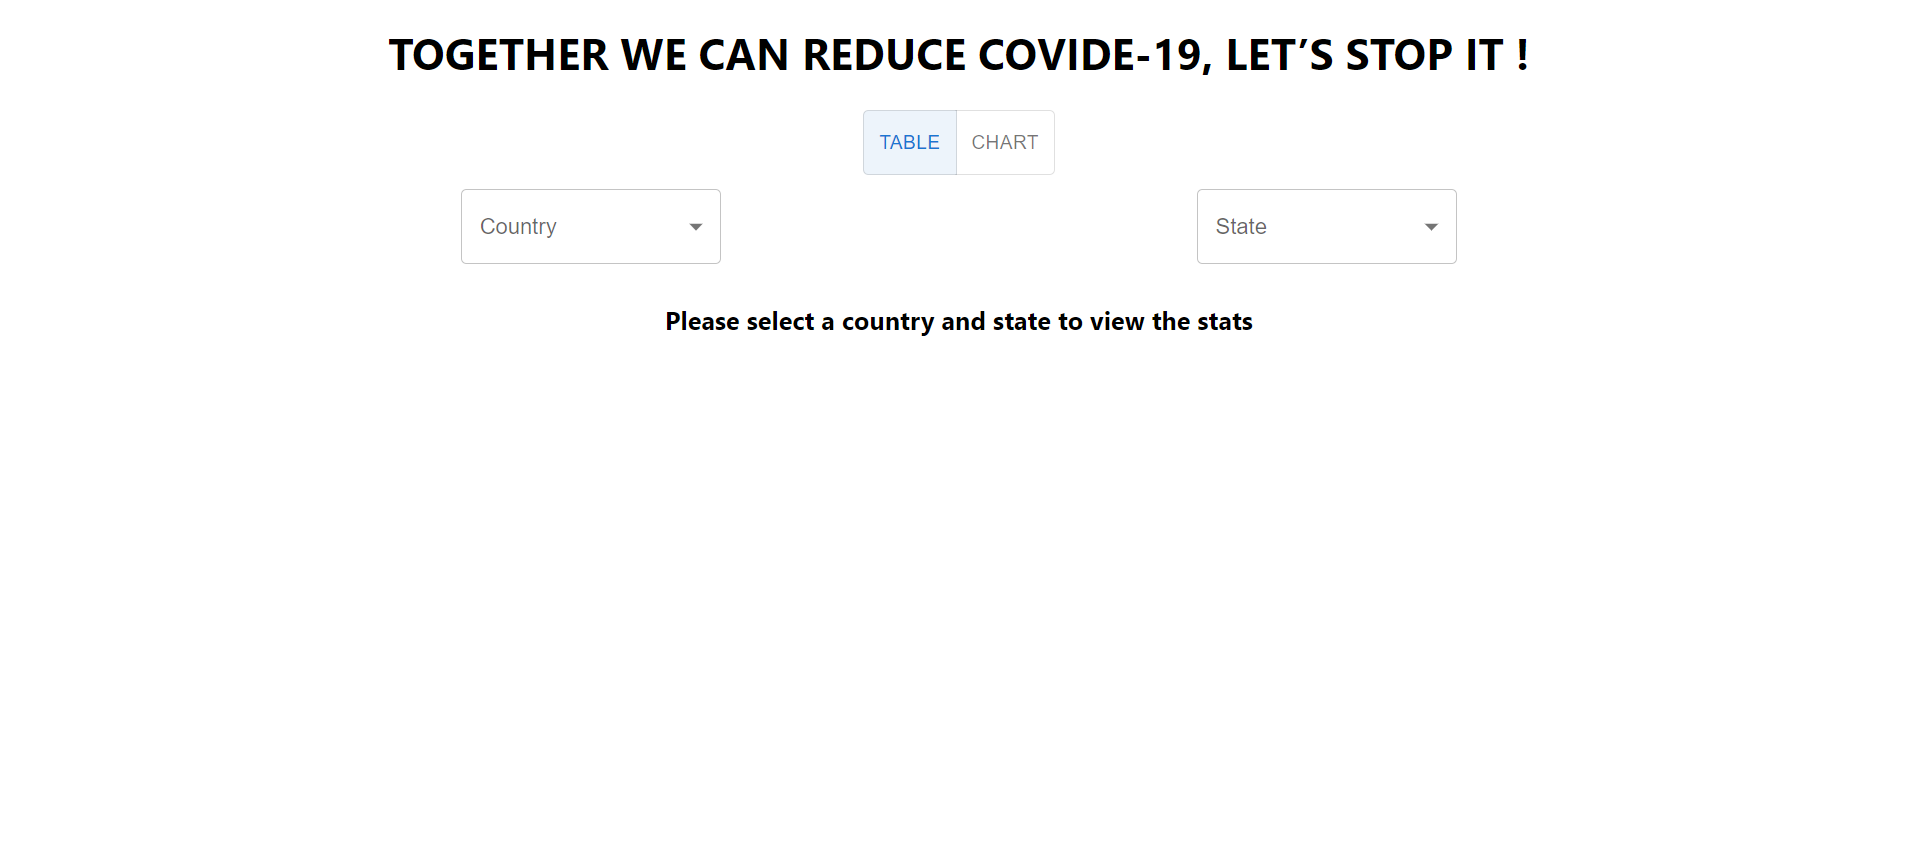 TOGETHER WE CAN REDUCE COVIDE-19, LET’S STOP IT !
TABLE CHART
Country State
Please select a country and state to view the stats